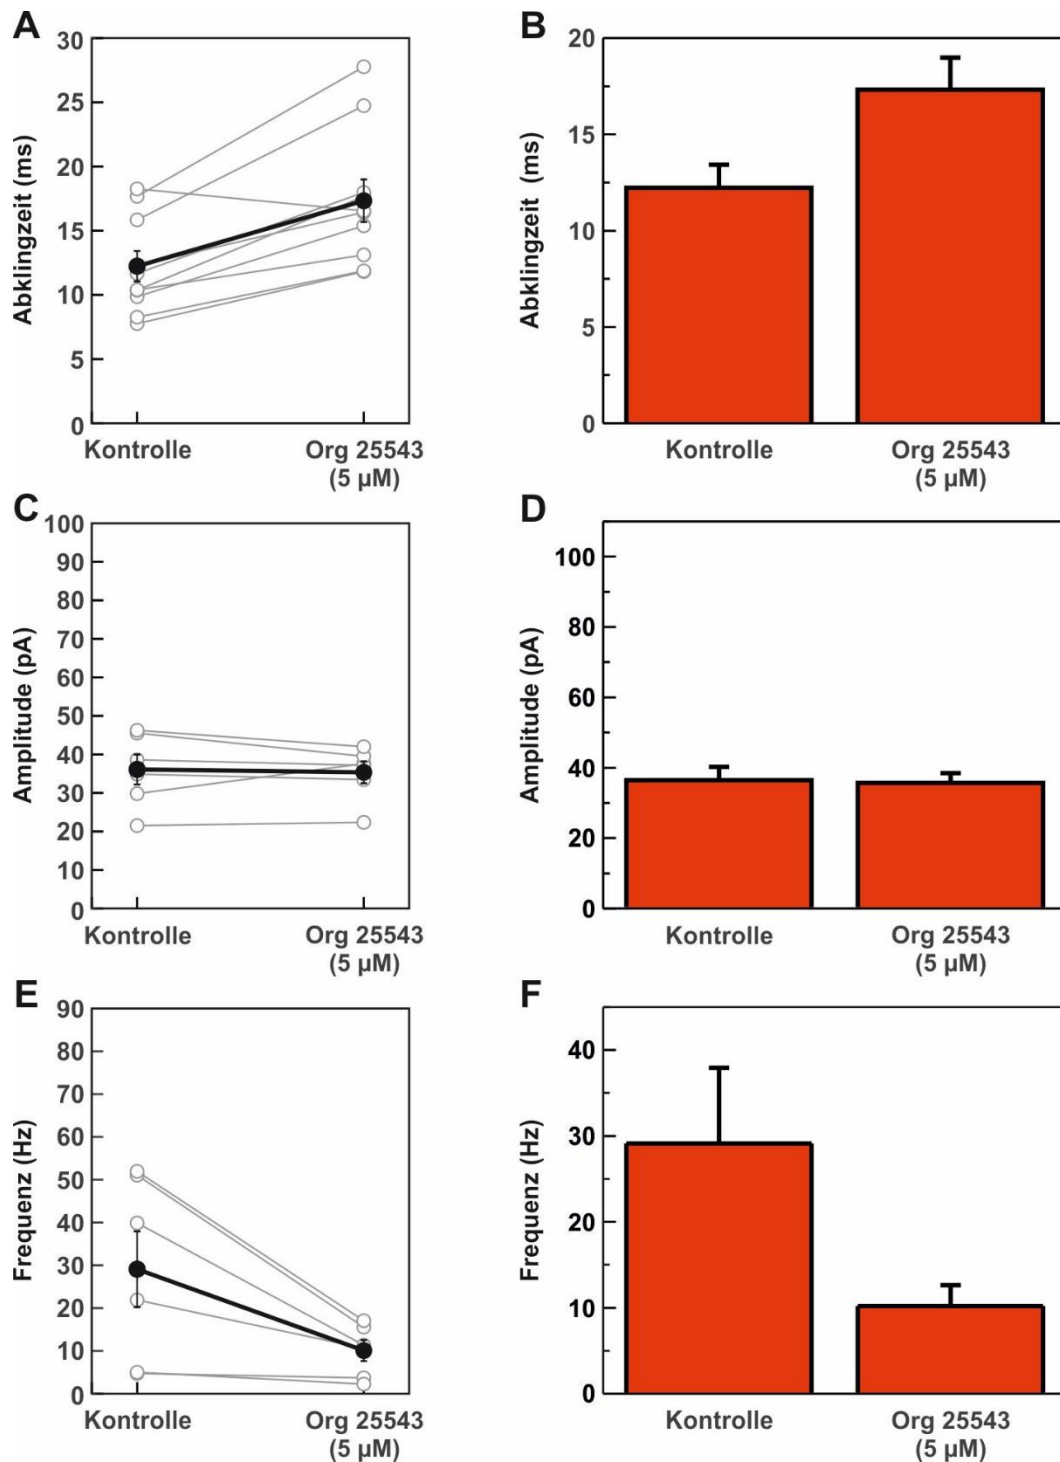 A
30
25
20
15
10
5
0
Abklingzeit (ms)
Kontrolle
Org 25543
(5 µM)
B
20
15
10
5
0
Abklingzeit (ms)
Kontrolle
Org 25543
(5 µM)
C
100
90
80
70
60
50
40
30
20
10
0
Amplitude (pA)
Kontrolle
Org 25543
(5 µM)
D
100
80
60
40
20
0
Amplitude (pA)
Kontrolle
Org 25543
(5 µM)
E
90
80
70
60
50
40
30
20
10
0
Frequenz (Hz)
Kontrolle
Org 25543
(5 µM)
F
40
30
20
10
0
Frequenz (Hz)
Kontrolle
Org 25543
(5 µM)